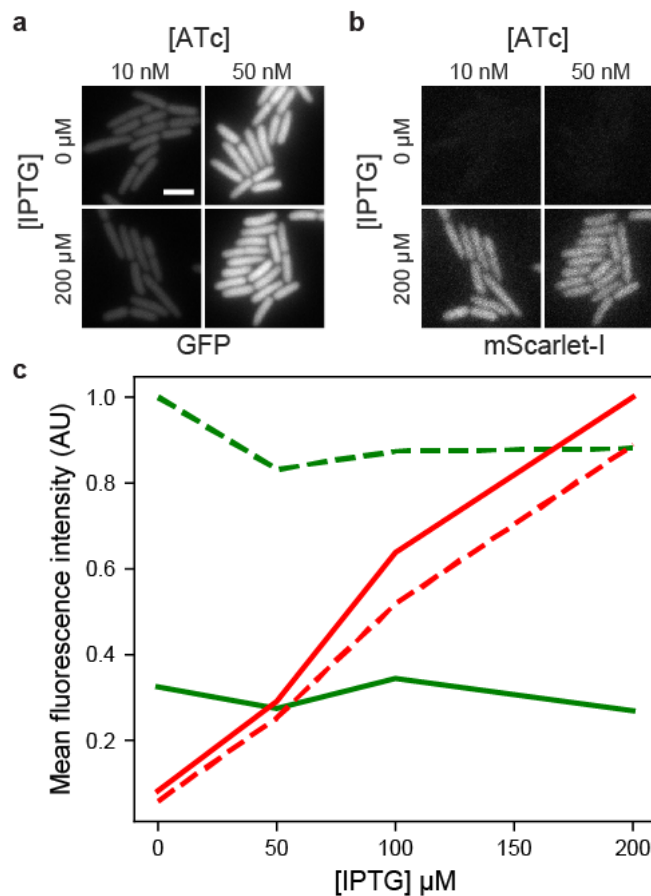 a
[ATc]
10 nM 50 nM
[IPTG]
0 µM
200 µM
GFP
b
[ATc]
10 nM 50 nM
[IPTG]
0 µM
200 µM
mScarlet-I
c
Mean fluorescence intensity (AU)
1.0
0.8
0.6
0.4
0.2
0 50 100 150 200
[IPTG] µM